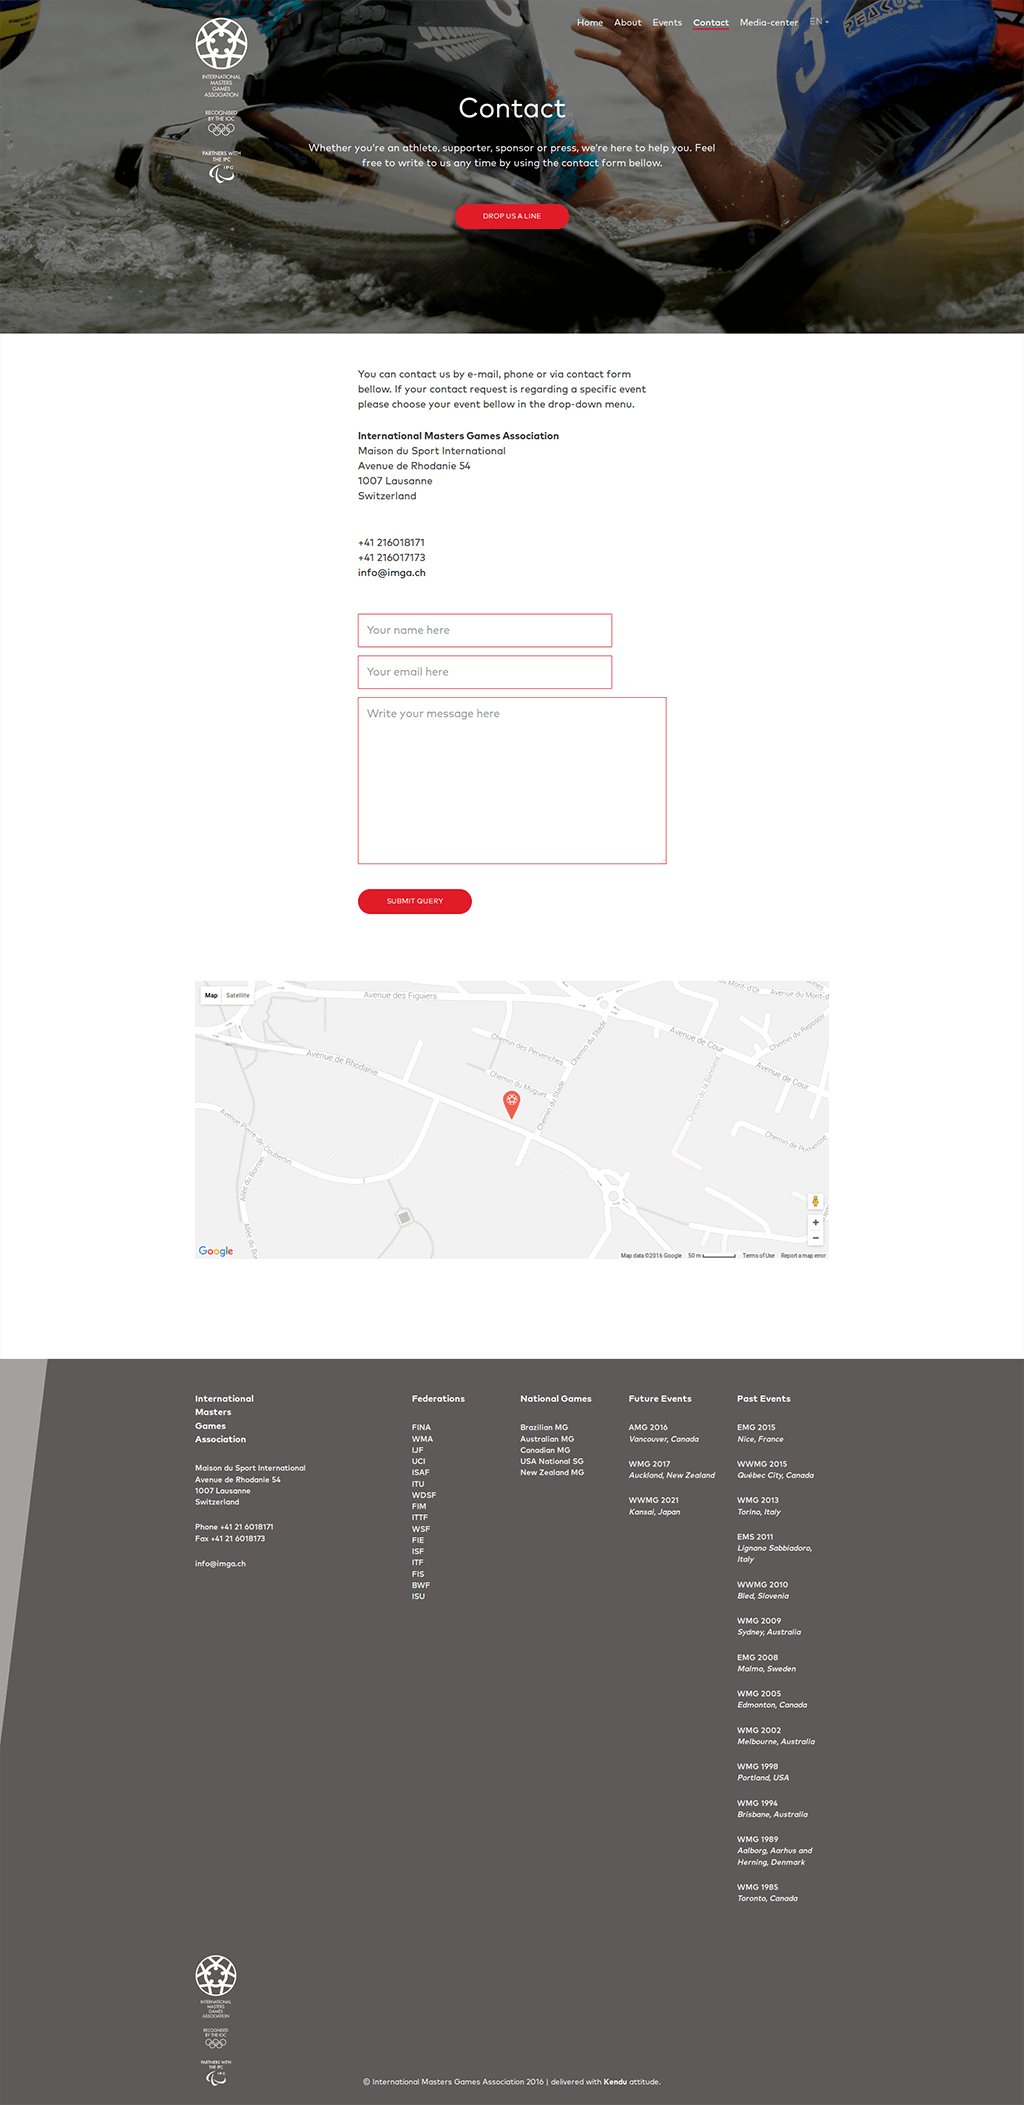 Home About Events Contact Media-center EN
INTERNATIONAL
MASTERS
GAMES
ASSOCIATION
RECOGNISED
BY THE IOC
PARTNERS WITH
THE IPC
Contact
Whether you're an athlete, supporter, sponsor or press, we're here to help you. Feel
free to write to us any time by using the contact form bellow.
DROP US A LINE
You can contact us by e-mail, phone or via contact form
bellow. If your contact request is regarding a specific event
please choose your event bellow in the drop-down menu.
International Masters Games Association
Maison du Sport International
Avenue de Rhodanie 54
1007 Lausanne
Switzerland
+41 216018171
+41 216017173
info@imga.ch
Your name here
Your email here
Write your message here
SUBMIT QUERY
Map Satellite
Avenue des Figuiers
Avenue de Rhodanie
Chemin des Pervenches
Chemin du Muguet
Chemin du Stade
Chemin du Stade
Avenue de Cour
Avenue de Cour
Chemin du Reposoir
Chemin de Primerose
Avenue Pierre-de-Coubertin
Allée du Bornan
Google
Map data ©2016 Google 50 m Terms of Use Report a map error
International
Masters
Games
Association
Maison du Sport International
Avenue de Rhodanie 54
1007 Lausanne
Switzerland
Phone +41 21 6018171
Fax +41 21 6018173
info@imga.ch
Federations
FINA
WMA
IJF
UCI
ISAF
ITU
WDSF
FIM
ITTF
WSF
FIE
ISF
ITF
FIS
BWF
ISU
National Games
Brazilian MG
Australian MG
Canadian MG
USA National SG
New Zealand MG
Future Events
AMG 2016
Vancouver, Canada
WMG 2017
Auckland, New Zealand
WWMG 2021
Kansai, Japan
Past Events
EMG 2015
Nice, France
WWMG 2015
Québec City, Canada
WMG 2013
Torino, Italy
EMS 2011
Lignano Sabbiadoro,
Italy
WWMG 2010
Bled, Slovenia
WMG 2009
Sydney, Australia
EMG 2008
Malmo, Sweden
WMG 2005
Edmonton, Canada
WMG 2002
Melbourne, Australia
WMG 1998
Portland, USA
WMG 1994
Brisbane, Australia
WMG 1989
Aalborg, Aarhus and
Herning, Denmark
WMG 1985
Toronto, Canada
INTERNATIONAL
MASTERS
GAMES
ASSOCIATION
RECOGNISED
BY THE IOC
PARTNERS WITH
THE IPC
© International Masters Games Association 2016 | delivered with Kendu attitude.